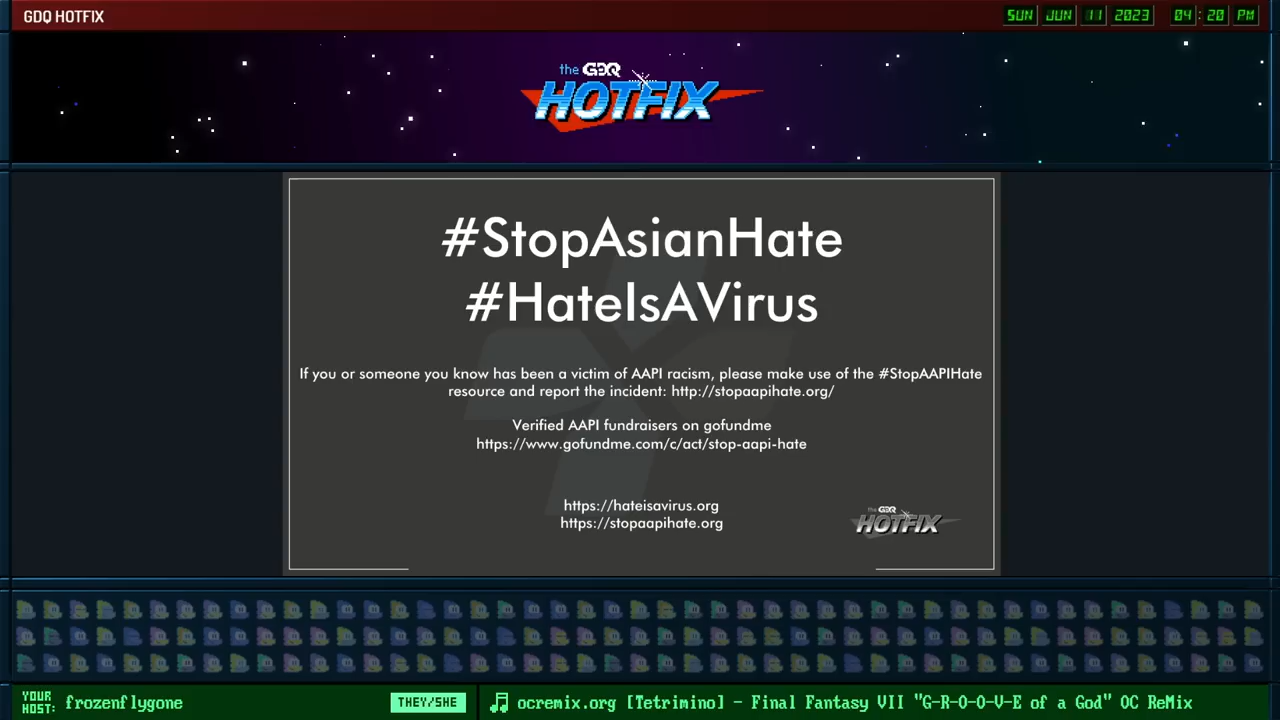 GDQ HOTFIX
SUN JUN 11 2023 04:20 PM
the GDQ
HOTFIX
#StopAsianHate
#HateIsAVirus
If you or someone you know has been a victim of AAPI racism, please make use of the #StopAAPIHate
resource and report the incident: http://stopaapihate.org/
Verified AAPI fundraisers on gofundme
https://www.gofundme.com/c/act/stop-aapi-hate
https://hateisavirus.org
https://stopaapihate.org
the GDQ
HOTFIX
YOUR
HOST:
frozenflygone
THEY/SHE
ocremix.org [Tetrimino] - Final Fantasy VII "G-R-O-O-V-E of a God" OC ReMix